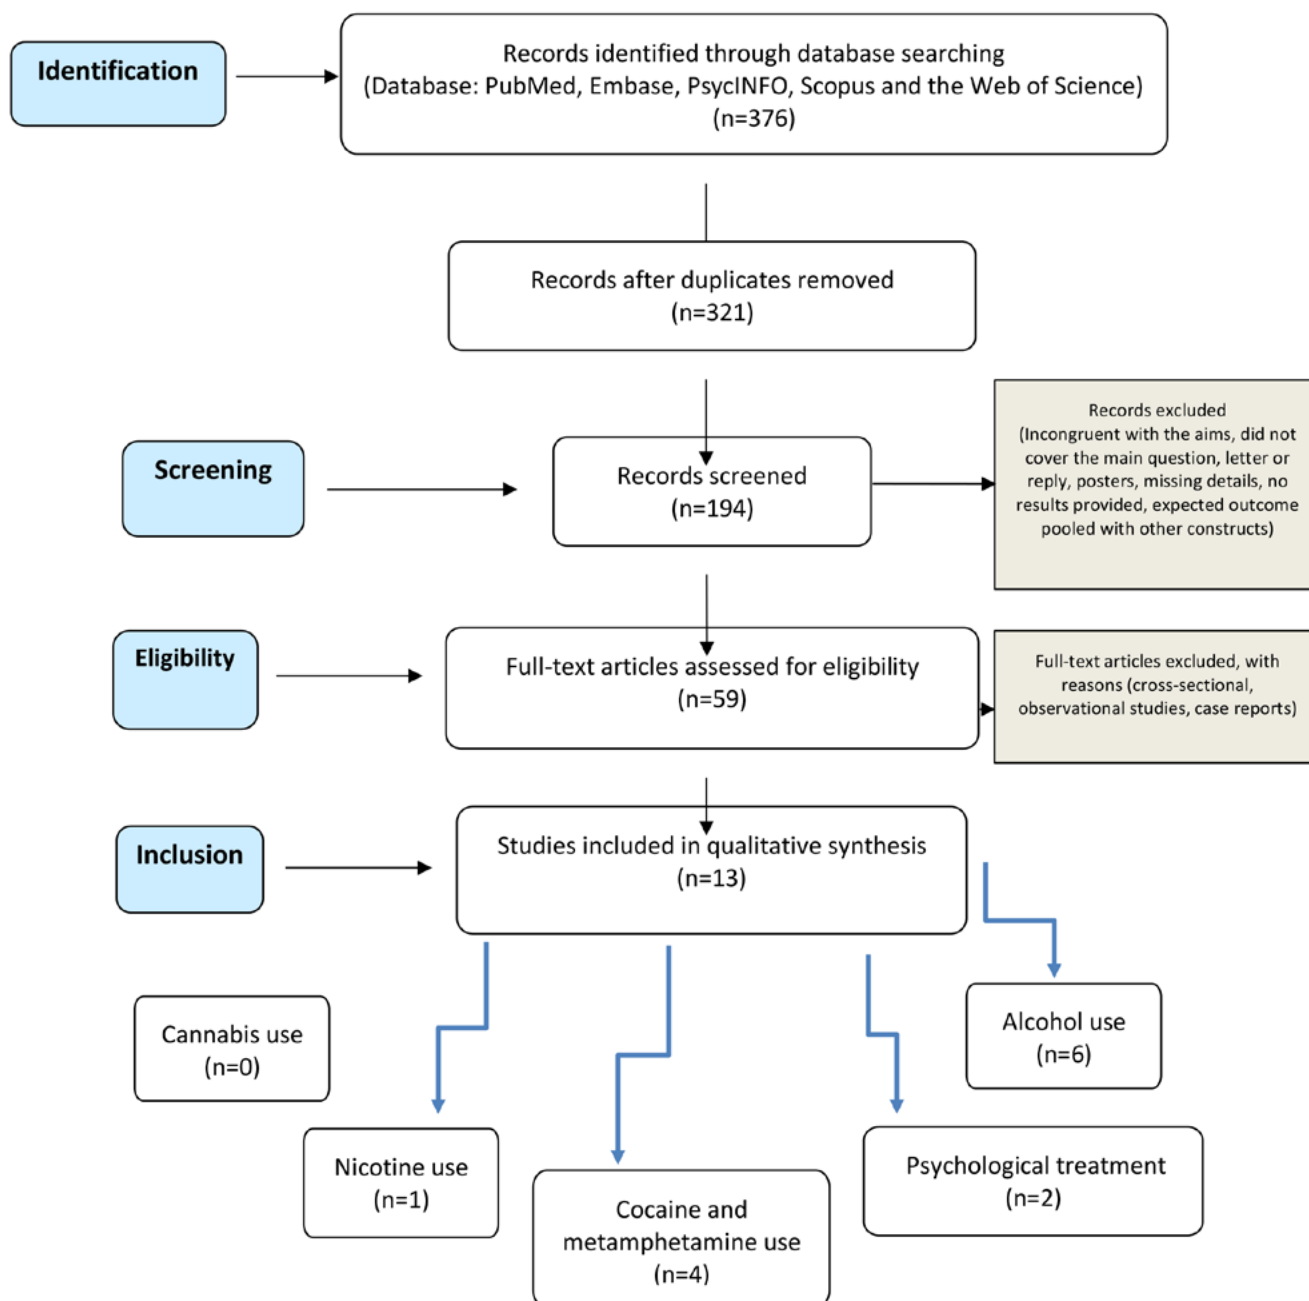 Identification
Records identified through database searching
(Database: PubMed, Embase, PsycINFO, Scopus and the Web of Science)
(n=376)
Records after duplicates removed
(n=321)
Screening
Records screened
(n=194)
Records excluded
(Incongruent with the aims, did not
cover the main question, letter or
reply, posters, missing details, no
results provided, expected outcome
pooled with other constructs)
Eligibility
Full-text articles assessed for eligibility
(n=59)
Full-text articles excluded, with
reasons (cross-sectional,
observational studies, case reports)
Inclusion
Studies included in qualitative synthesis
(n=13)
Cannabis use
(n=0)
Nicotine use
(n=1)
Cocaine and
metamphetamine use
(n=4)
Psychological treatment
(n=2)
Alcohol use
(n=6)